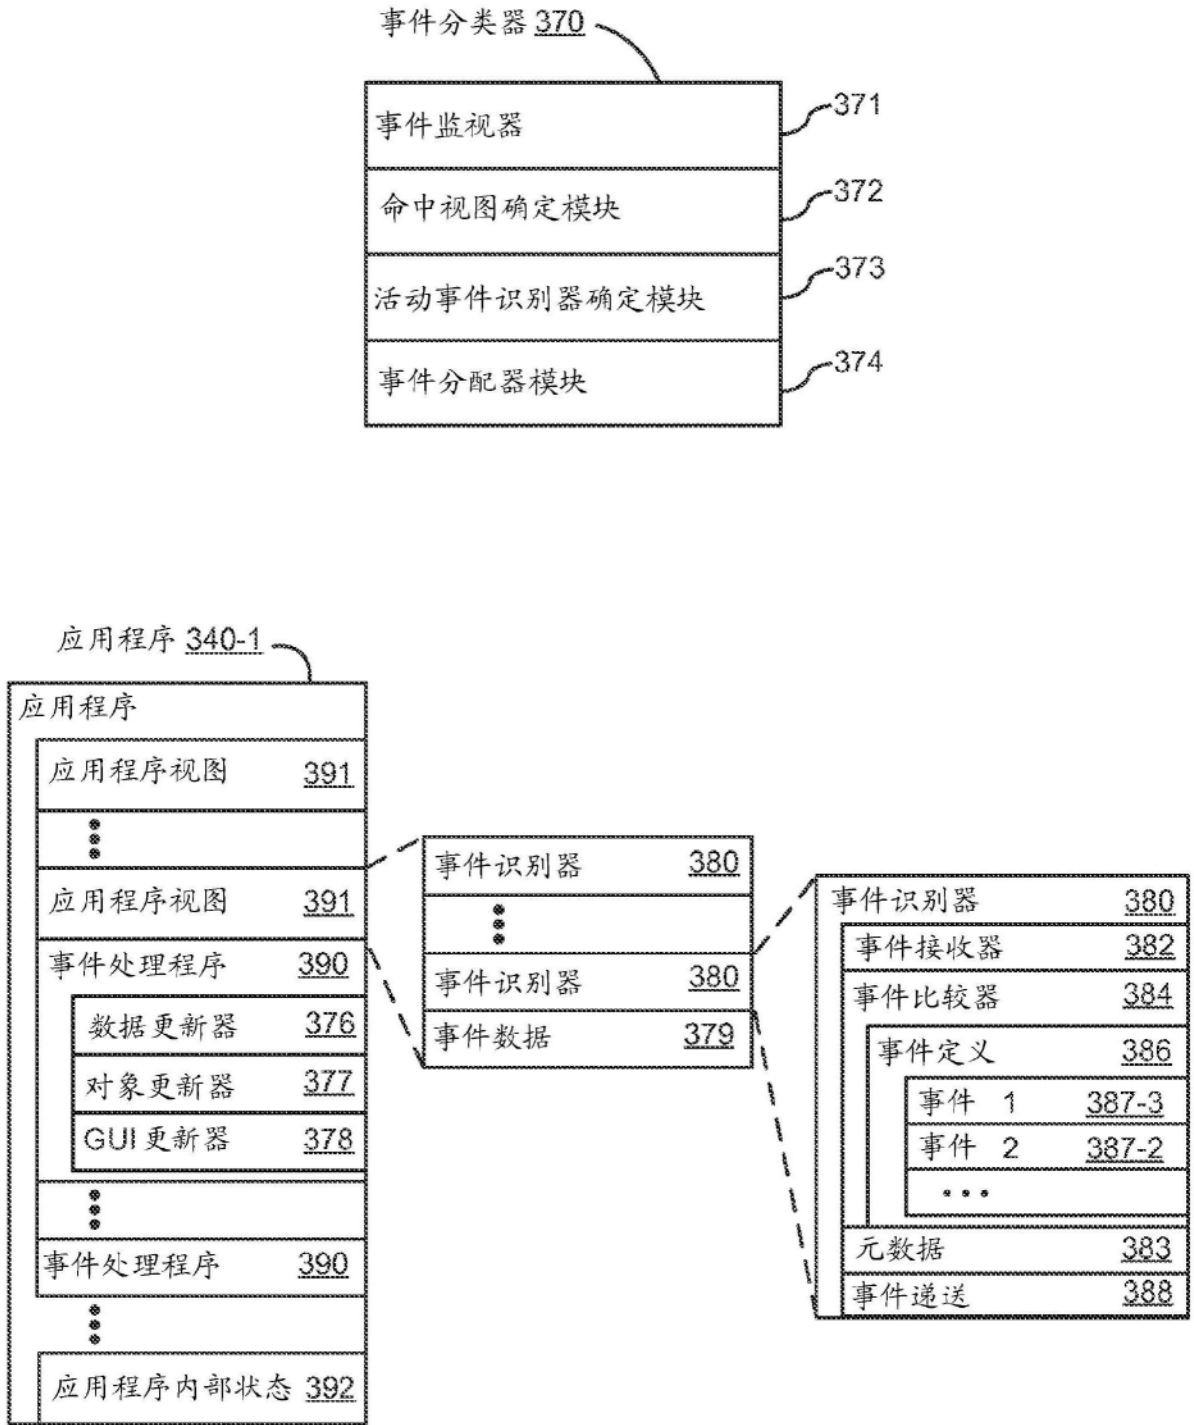 事件分类器 370
事件监视器 371
命中视图确定模块 372
活动事件识别器确定模块 373
事件分配器模块 374
应用程序 340-1
应用程序
应用程序视图 391
应用程序视图 391
事件处理程序 390
数据更新器 376
对象更新器 377
GUI 更新器 378
事件处理程序 390
应用程序内部状态 392
事件识别器 380
事件识别器 380
事件数据 379
事件识别器 380
事件接收器 382
事件比较器 384
事件定义 386
事件 1 387-3
事件 2 387-2
元数据 383
事件递送 388